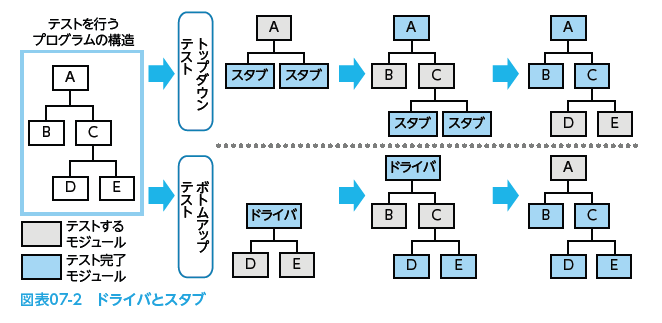 テストを行う
プログラムの構造
A
B
C
D
E
トップダウン
テスト
A
スタブ
スタブ
A
B
C
スタブ
スタブ
A
B
C
D
E
ボトムアップ
テスト
ドライバ
D
E
ドライバ
B
C
D
E
A
B
C
D
E
テストする
モジュール
テスト完了
モジュール
図表07-2 ドライバとスタブ